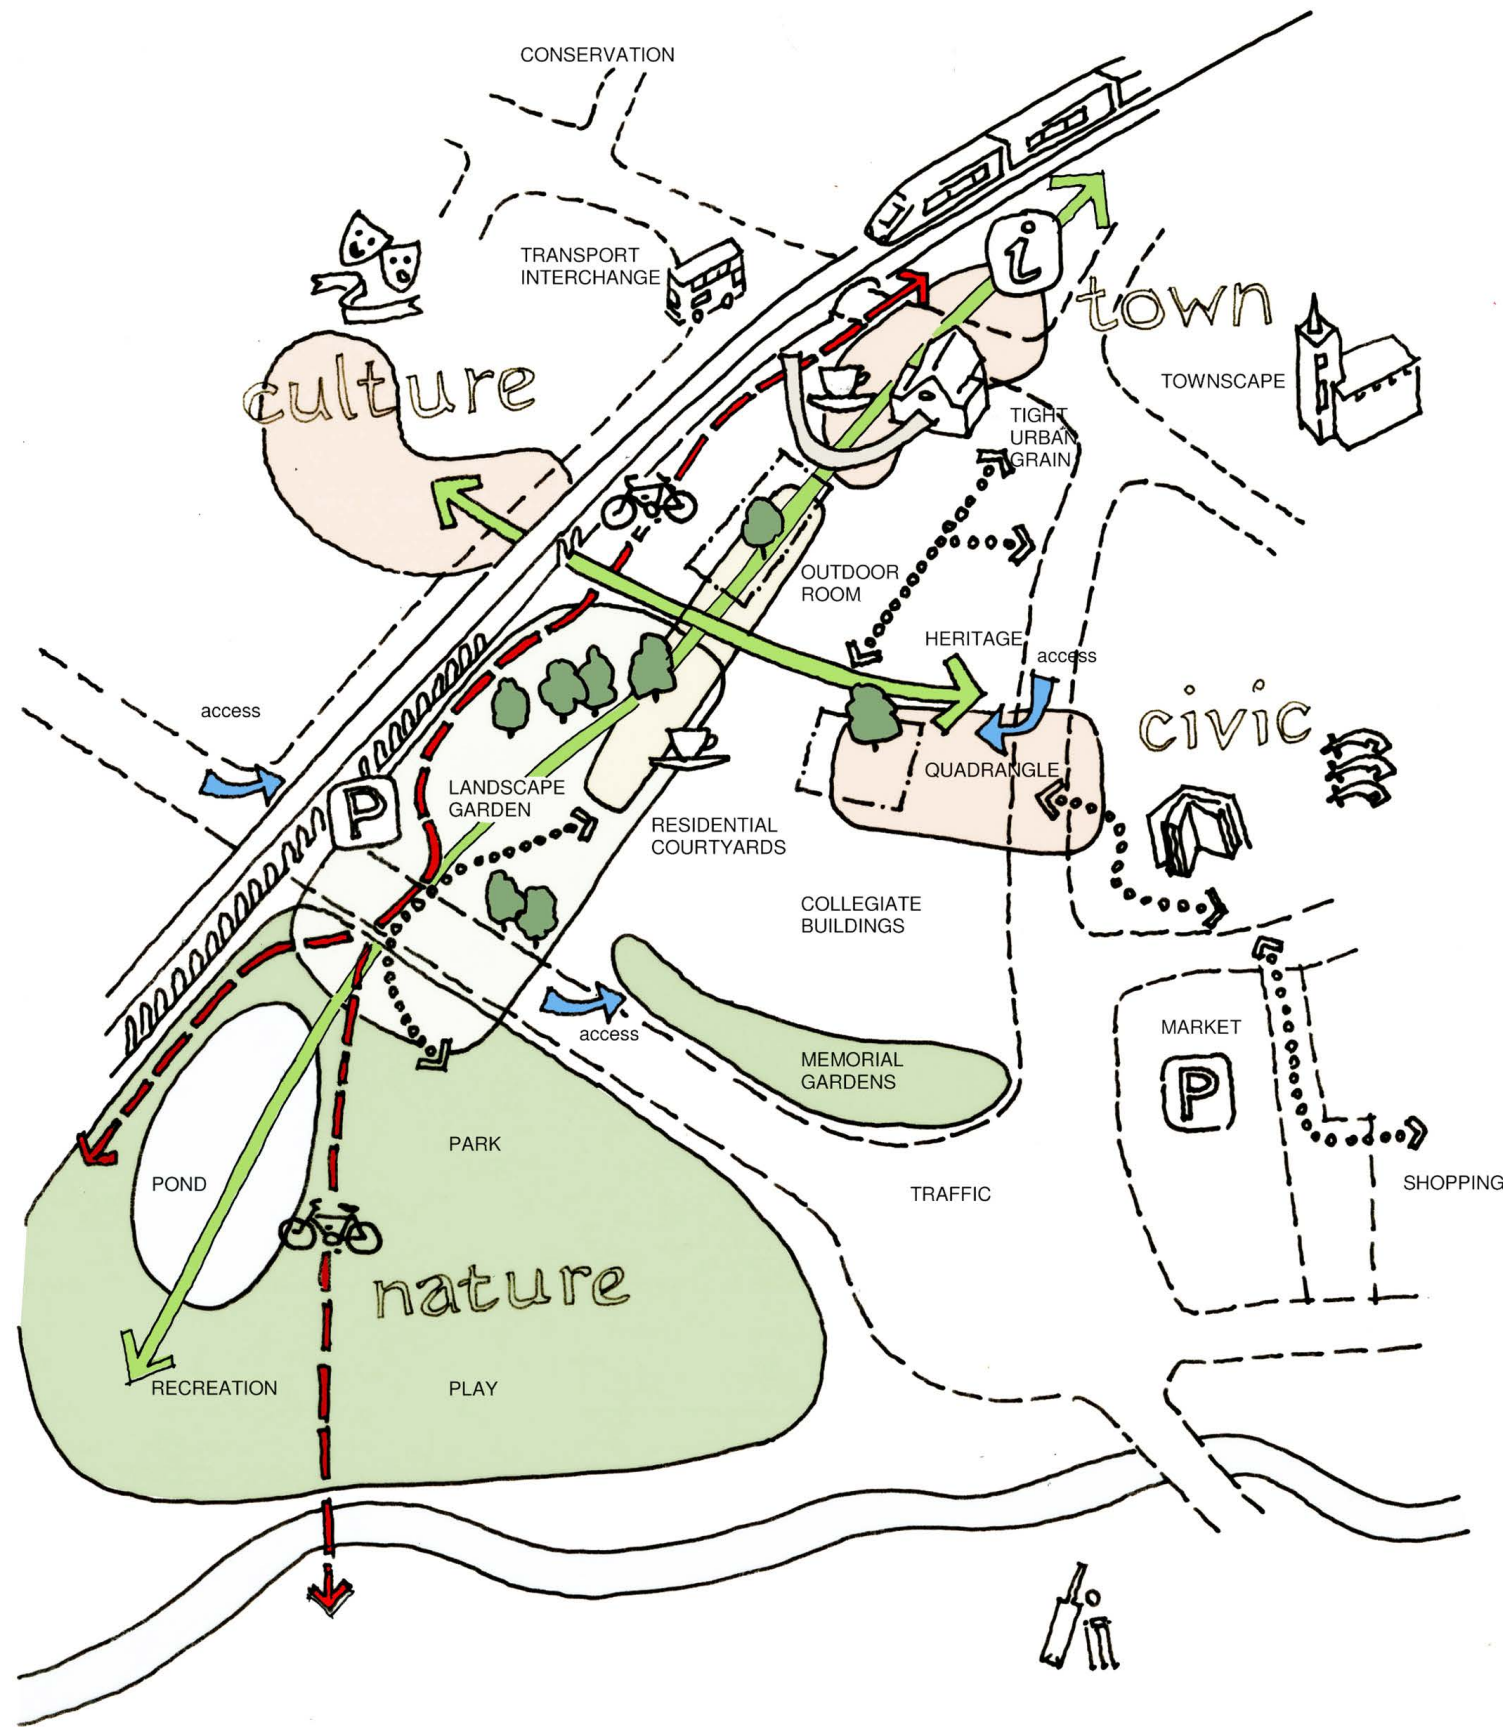 CONSERVATION
TRANSPORT
INTERCHANGE
i
town
culture
TOWNSCAPE
TIGHT
URBAN
GRAIN
OUTDOOR
ROOM
HERITAGE
access
access
civic
QUADRANGLE
P
LANDSCAPE
GARDEN
RESIDENTIAL
COURTYARDS
COLLEGIATE
BUILDINGS
access
MARKET
P
MEMORIAL
GARDENS
PARK
POND
TRAFFIC
SHOPPING
nature
RECREATION
PLAY